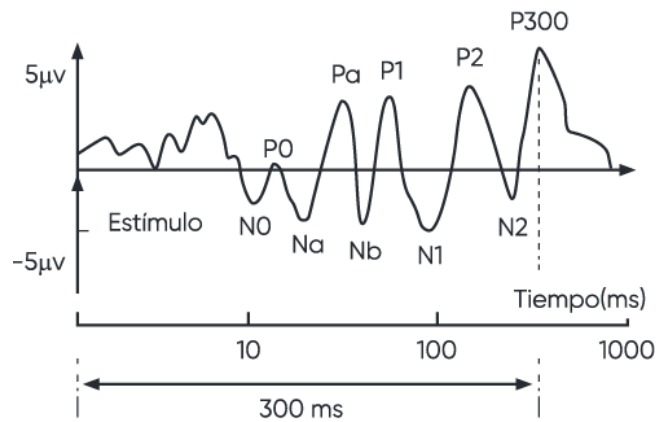 P300
5μv
Pa
P1
P2
P0
Estímulo
N0
Na
Nb
N1
N2
-5μv
Tiempo(ms)
10
100
1000
300 ms